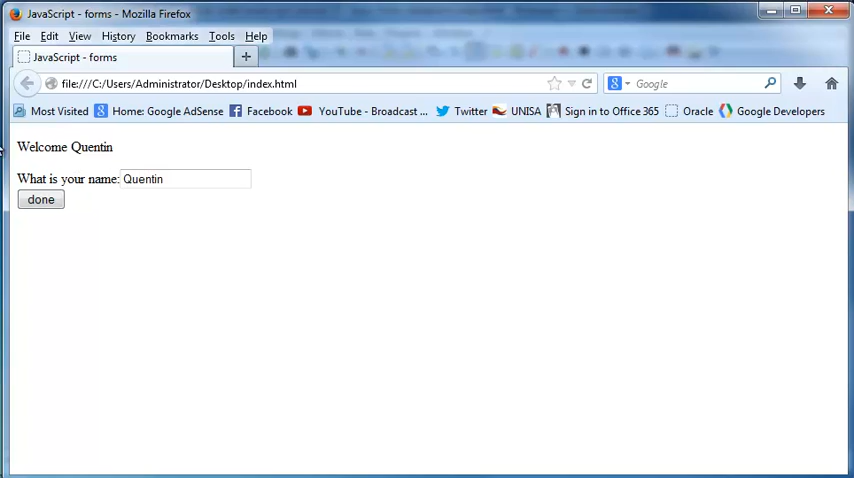 JavaScript - forms - Mozilla Firefox
File Edit View History Bookmarks Tools Help
JavaScript - forms
file:///C:/Users/Administrator/Desktop/index.html
Google
Most Visited Home: Google AdSense Facebook YouTube - Broadcast ... Twitter UNISA Sign in to Office 365 Oracle Google Developers
Welcome Quentin
What is your name: Quentin
done